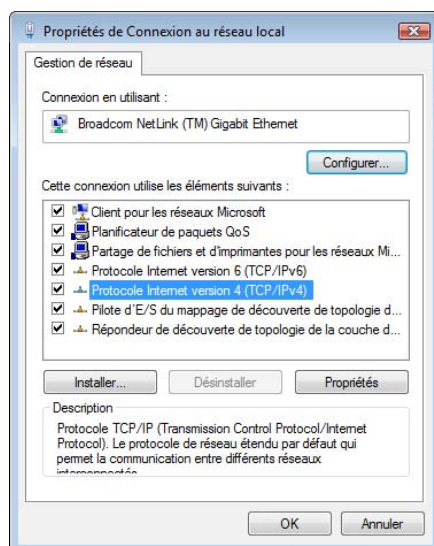 Propriétés de Connexion au réseau local
Gestion de réseau
Connexion en utilisant :
Broadcom NetLink (TM) Gigabit Ethernet
Configurer...
Cette connexion utilise les éléments suivants :
Client pour les réseaux Microsoft
Planificateur de paquets QoS
Partage de fichiers et d'imprimantes pour les réseaux Mi...
Protocole Internet version 6 (TCP/IPv6)
Protocole Internet version 4 (TCP/IPv4)
Pilote d'E/S du mappage de découverte de topologie d...
Répondeur de découverte de topologie de la couche d...
Installer... Désinstaller Propriétés
Description
Protocole TCP/IP (Transmission Control Protocol/Internet
Protocol). Le protocole de réseau étendu par défaut qui
permet la communication entre différents réseaux
interconnectés
OK Annuler